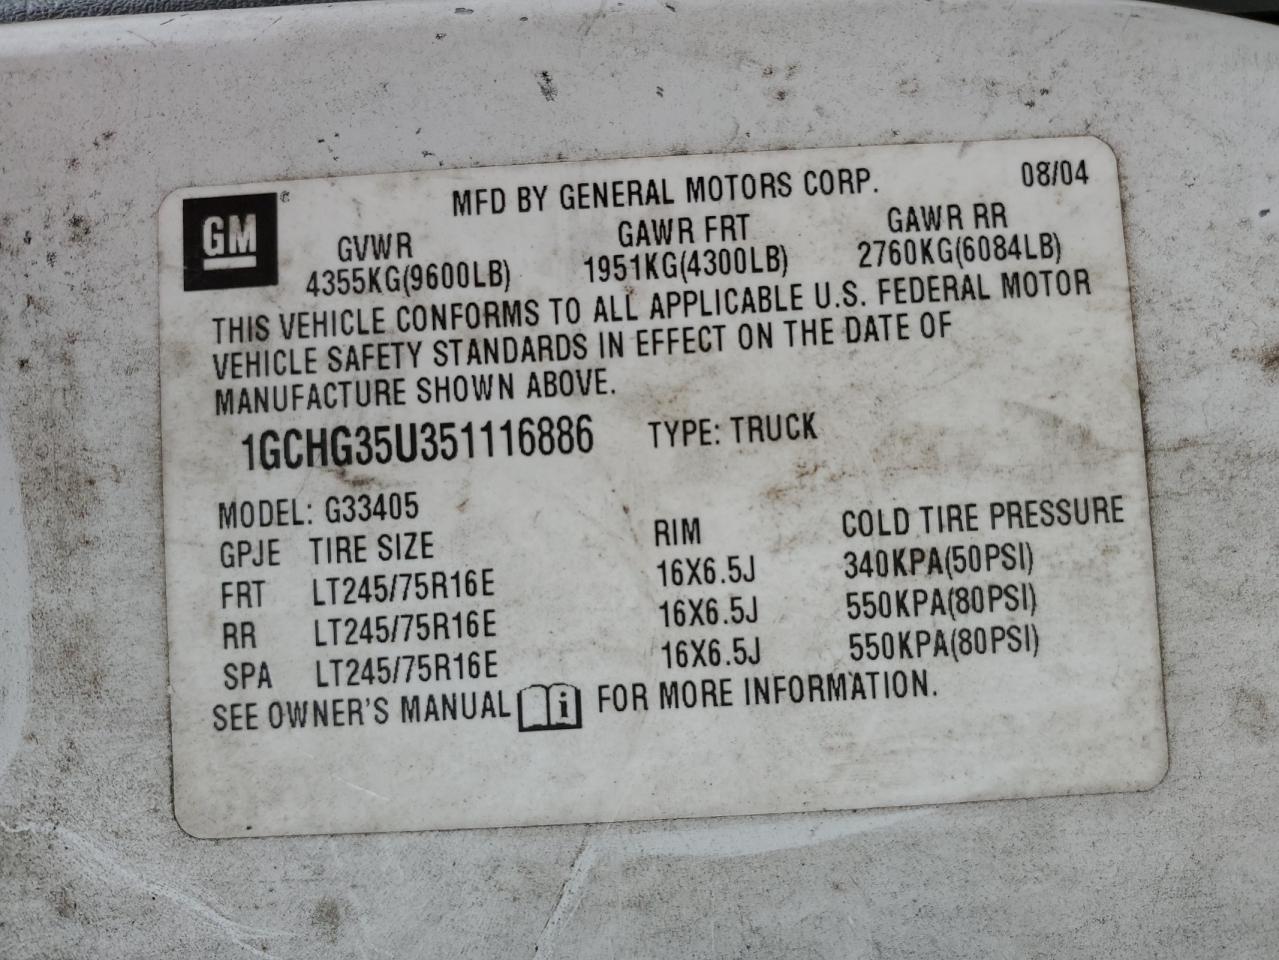 GM ® MFD BY GENERAL MOTORS CORP. 08/04
GVWR GAWR FRT GAWR RR
4355KG(9600LB) 1951KG(4300LB) 2760KG(6084LB)
THIS VEHICLE CONFORMS TO ALL APPLICABLE U.S. FEDERAL MOTOR
VEHICLE SAFETY STANDARDS IN EFFECT ON THE DATE OF
MANUFACTURE SHOWN ABOVE.
1GCHG35U351116886 TYPE: TRUCK
MODEL: G33405
GPJE TIRE SIZE RIM COLD TIRE PRESSURE
FRT LT245/75R16E 16X6.5J 340KPA(50PSI)
RR LT245/75R16E 16X6.5J 550KPA(80PSI)
SPA LT245/75R16E 16X6.5J 550KPA(80PSI)
SEE OWNER'S MANUAL i FOR MORE INFORMATION.